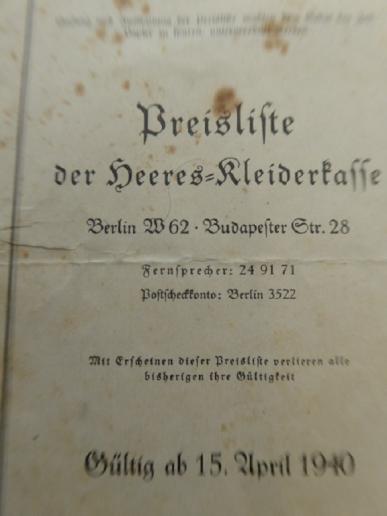 Preisliste
der Heeres-Kleiderkasse
Berlin W 62 · Budapester Str. 28
Fernsprecher: 24 91 71
Postscheckkonto: Berlin 3522
Mit Erscheinen dieser Preisliste verlieren alle
bisherigen ihre Gültigkeit
Gültig ab 15. April 1940